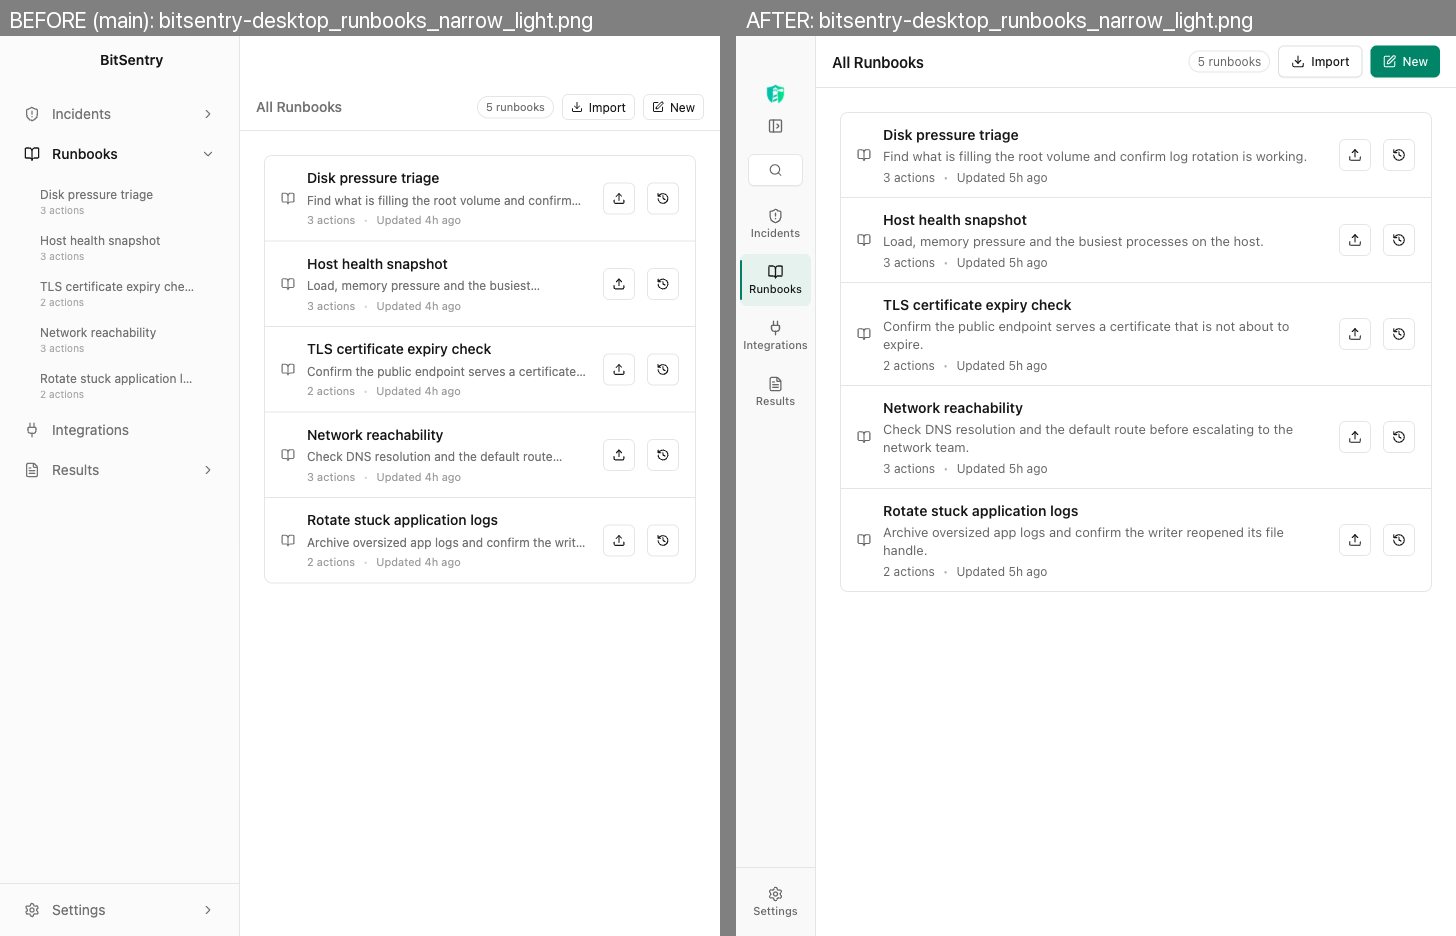 BEFORE (main): bitsentry-desktop_runbooks_narrow_light.png
BitSentry
Incidents
Runbooks
Disk pressure triage
3 actions
Host health snapshot
3 actions
TLS certificate expiry che...
2 actions
Network reachability
3 actions
Rotate stuck application l...
2 actions
Integrations
Results
Settings
All Runbooks
5 runbooks
Import
New
Disk pressure triage
Find what is filling the root volume and confirm...
3 actions • Updated 4h ago
Host health snapshot
Load, memory pressure and the busiest...
3 actions • Updated 4h ago
TLS certificate expiry check
Confirm the public endpoint serves a certificate...
2 actions • Updated 4h ago
Network reachability
Check DNS resolution and the default route...
3 actions • Updated 4h ago
Rotate stuck application logs
Archive oversized app logs and confirm the writ...
2 actions • Updated 4h ago
AFTER: bitsentry-desktop_runbooks_narrow_light.png
Incidents
Runbooks
Integrations
Results
Settings
All Runbooks
5 runbooks
Import
New
Disk pressure triage
Find what is filling the root volume and confirm log rotation is working.
3 actions • Updated 5h ago
Host health snapshot
Load, memory pressure and the busiest processes on the host.
3 actions • Updated 5h ago
TLS certificate expiry check
Confirm the public endpoint serves a certificate that is not about to
expire.
2 actions • Updated 5h ago
Network reachability
Check DNS resolution and the default route before escalating to the
network team.
3 actions • Updated 5h ago
Rotate stuck application logs
Archive oversized app logs and confirm the writer reopened its file
handle.
2 actions • Updated 5h ago